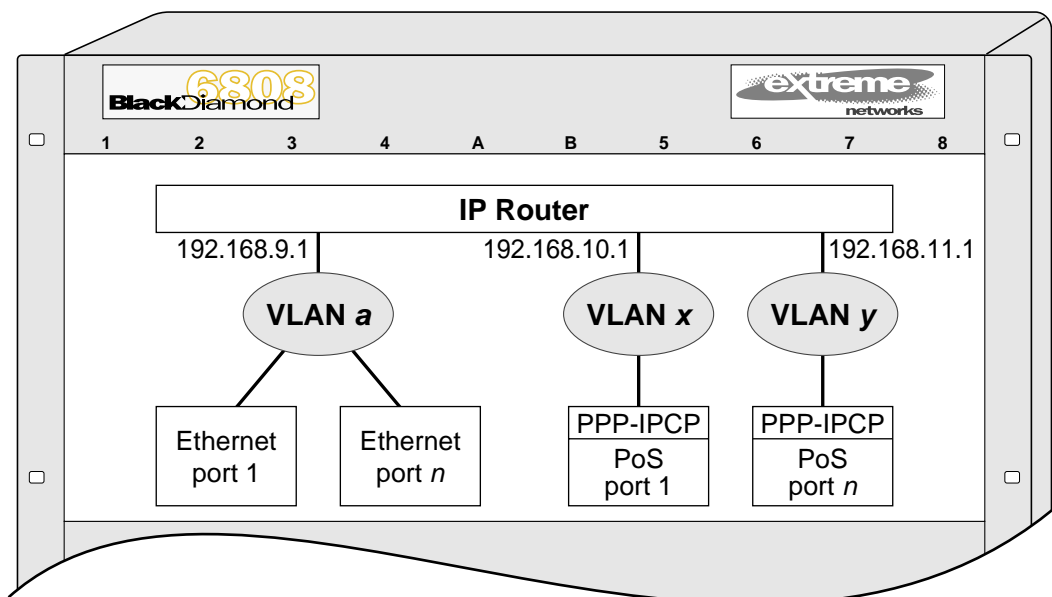 6808
BlackDiamond
extreme
networks
1 2 3 4 A B 5 6 7 8
IP Router
192.168.9.1 192.168.10.1 192.168.11.1
VLAN a VLAN x VLAN y
Ethernet
port 1
Ethernet
port n
PPP-IPCP
PoS
port 1
PPP-IPCP
PoS
port n